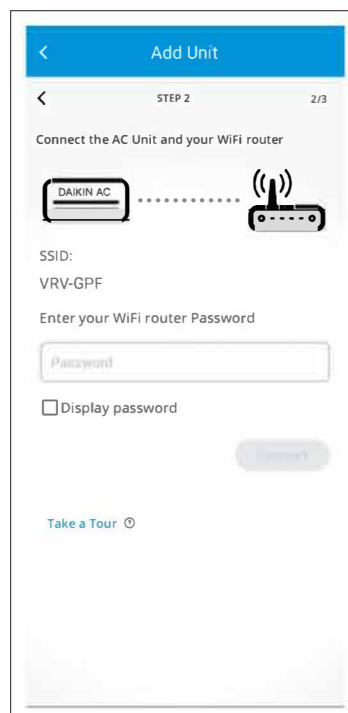 Add Unit
STEP 2 2/3
Connect the AC Unit and your WiFi router
DAIKIN AC
SSID:
VRV-GPF
Enter your WiFi router Password
Password
Display password
Take a Tour